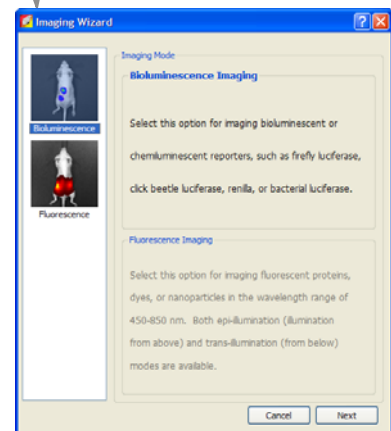 Imaging Wizard
Bioluminescence
Fluorescence
Imaging Mode
Bioluminescence Imaging
Select this option for imaging bioluminescent or
chemiluminescent reporters, such as firefly luciferase,
click beetle luciferase, renilla, or bacterial luciferase.
Fluorescence Imaging
Select this option for imaging fluorescent proteins,
dyes, or nanoparticles in the wavelength range of
450-850 nm. Both epi-illumination (illumination
from above) and trans-illumination (from below)
modes are available.
Cancel
Next